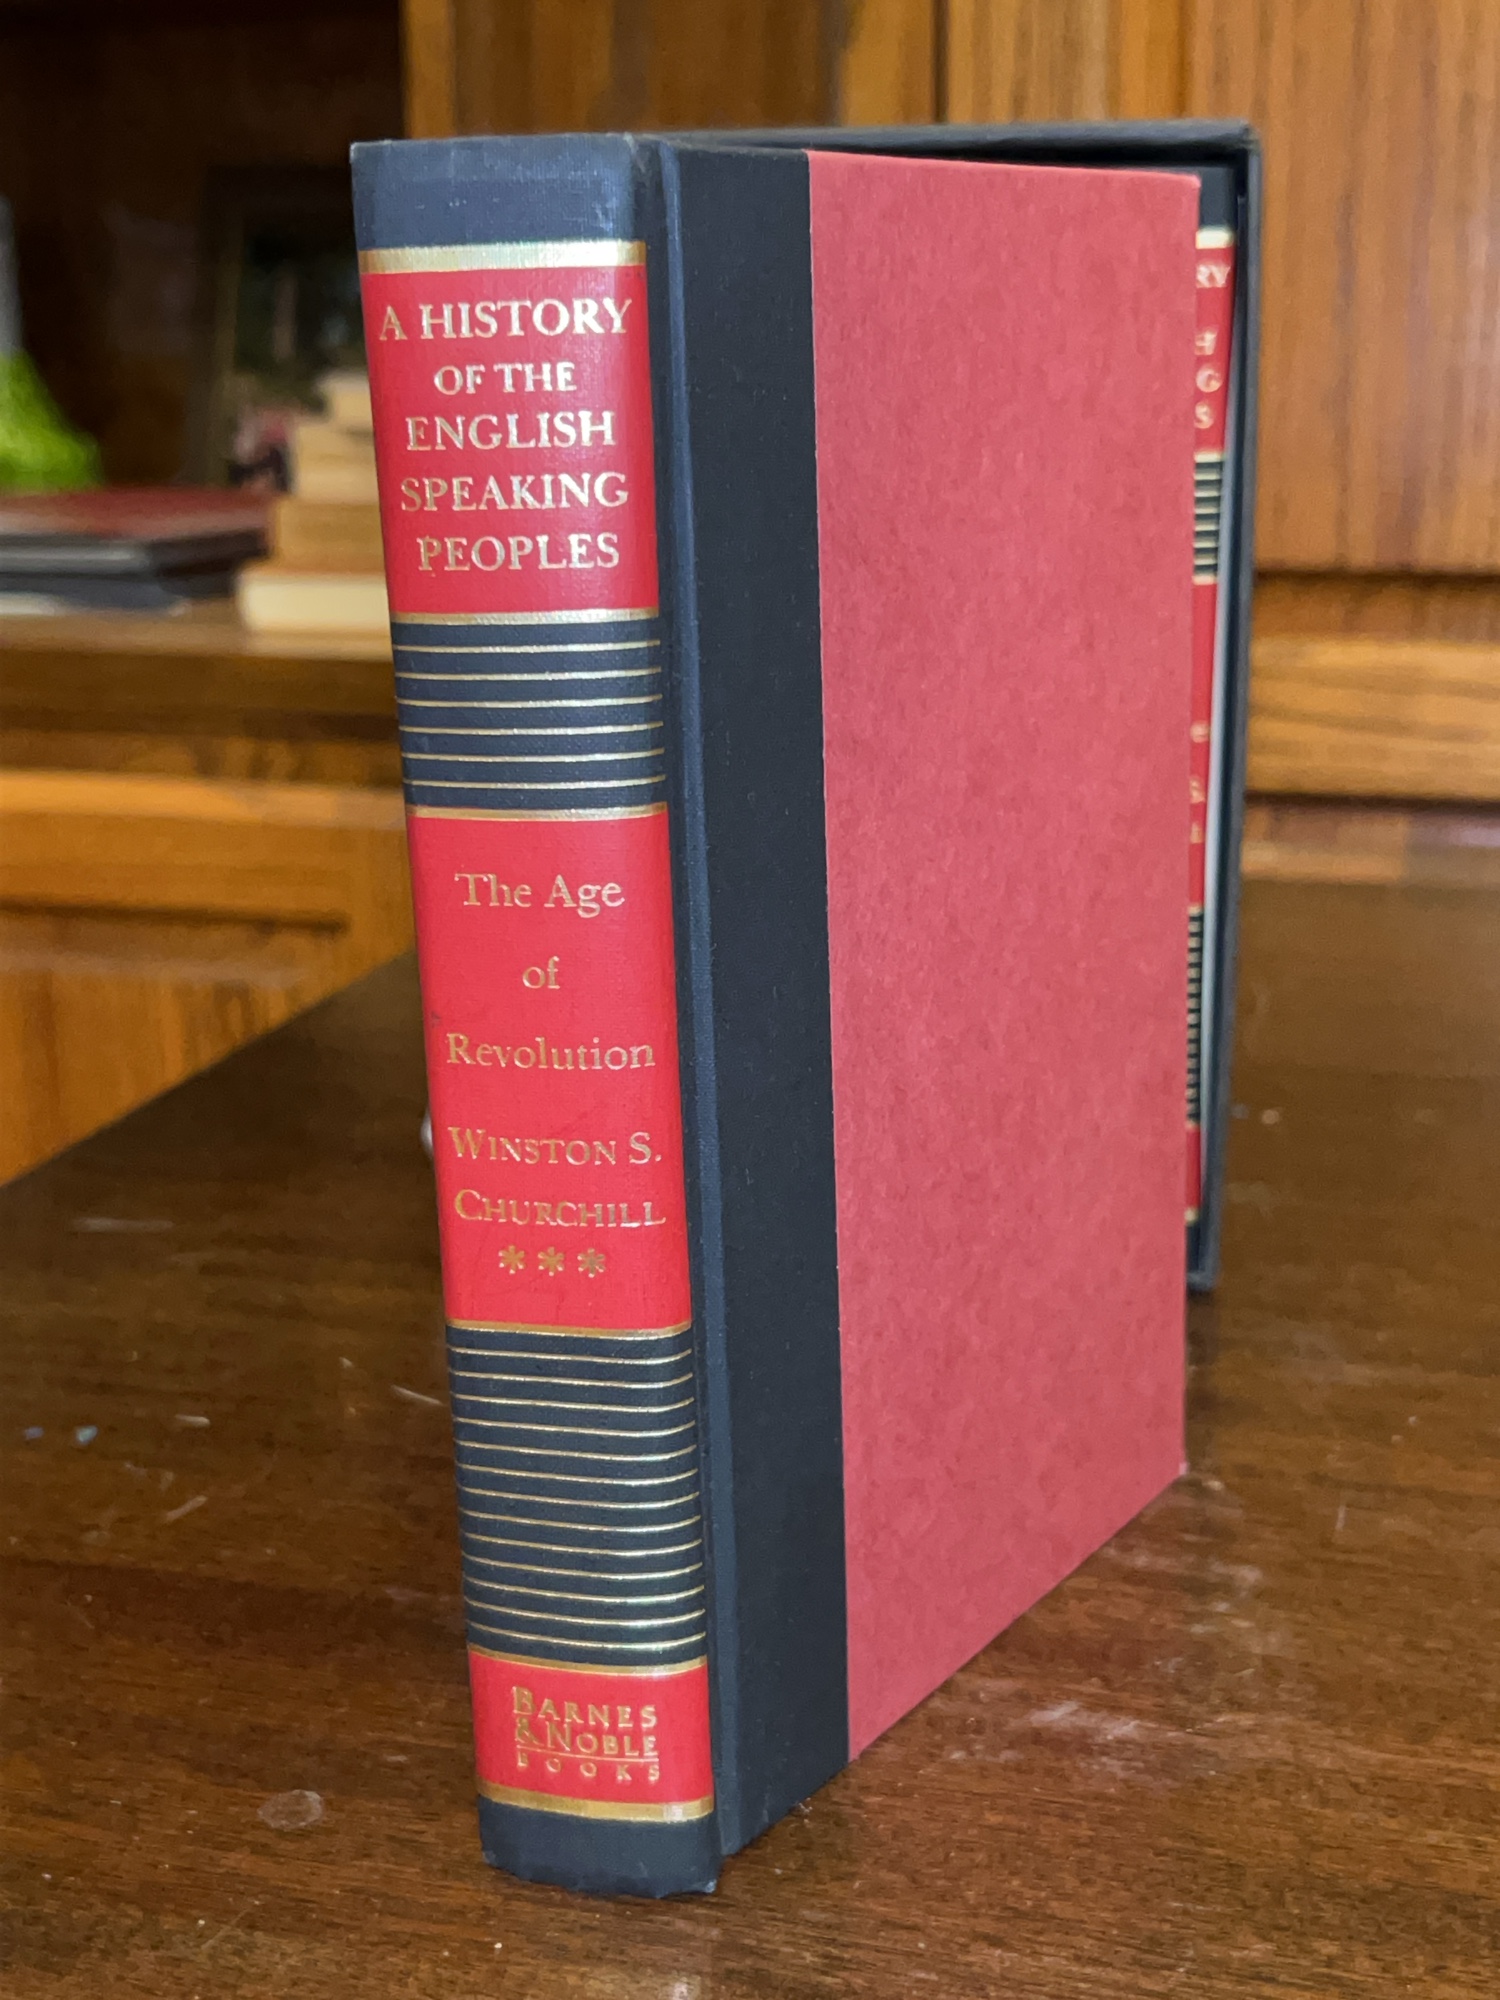 A HISTORY
OF THE
ENGLISH
SPEAKING
PEOPLES
The Age
of
Revolution
WINSTON S.
CHURCHILL
***
BARNES
& NOBLE
BOOKS